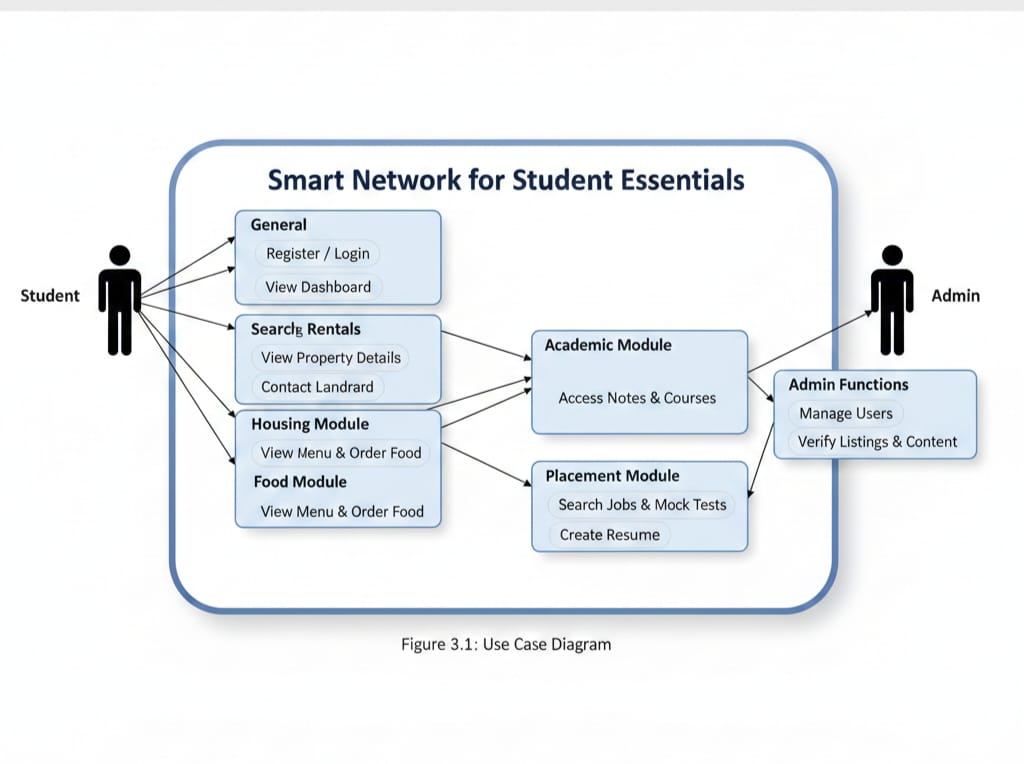 Smart Network for Student Essentials
General
Register / Login
View Dashboard
Student
Searclg Rentals
View Property Details
Contact Landrard
Housing Module
View Menu & Order Food
Food Module
View Menu & Order Food
Academic Module
Access Notes & Courses
Placement Module
Search Jobs & Mock Tests
Create Resume
Admin
Admin Functions
Manage Users
Verify Listings & Content
Figure 3.1: Use Case Diagram